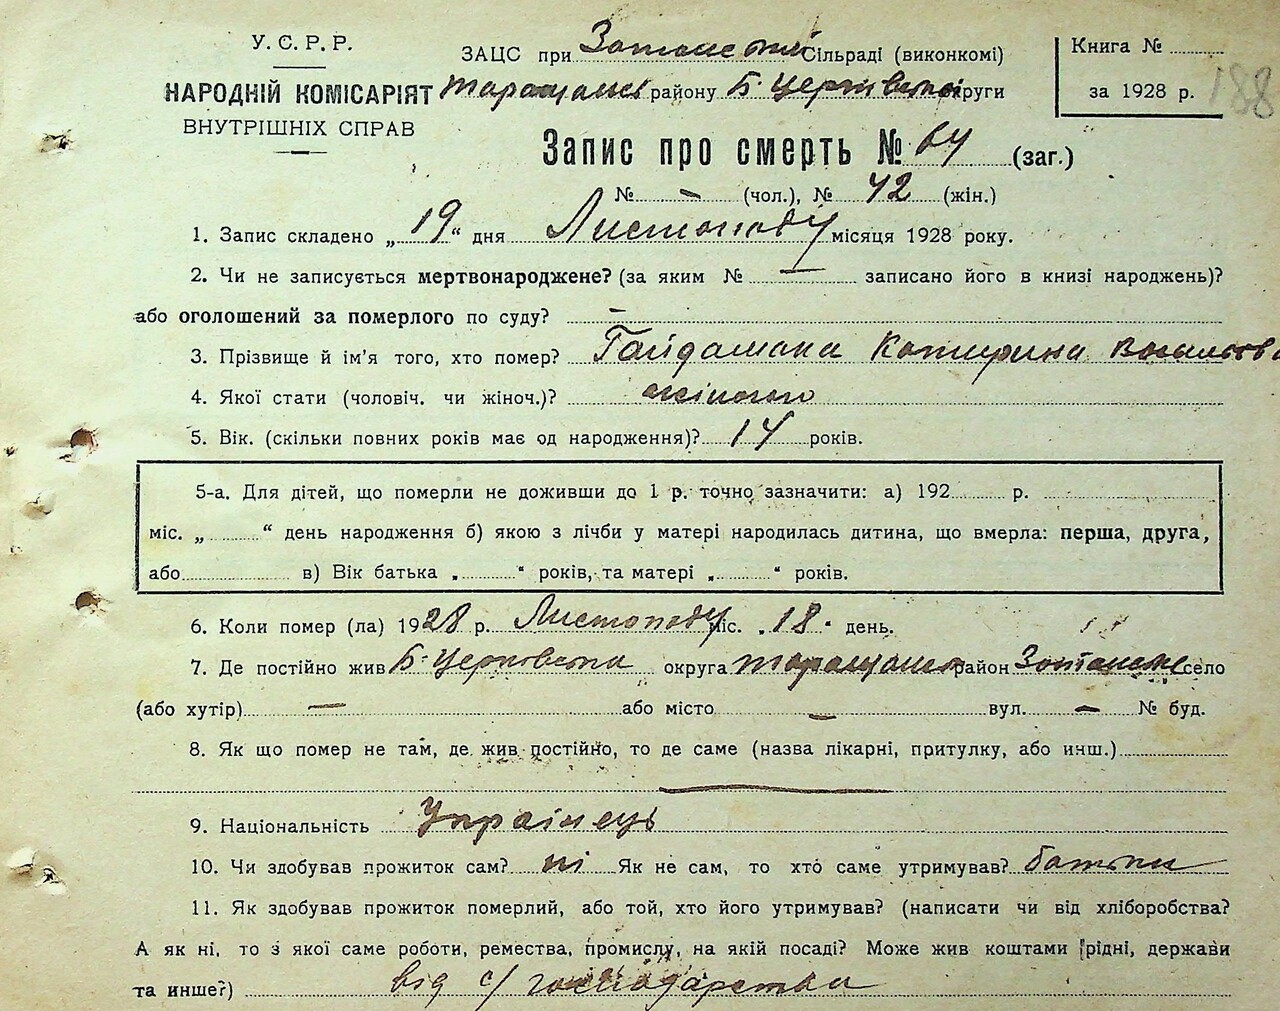 У.С.Р.Р.
НАРОДНІЙ КОМІСАРІЯТ
ВНУТРІШНІХ СПРАВ
ЗАЦС при Сільраді (виконкомі)
району Б. Церківської округи
Книга №
за 1928 р. 188
Запис про смерть № 64 (заг.)
№ - (чол.), № 42 (жін.)
1. Запис складено „19“ дня Листопаду місяця 1928 року.
2. Чи не записується мертвонароджене? (за яким № — записано його в книзі народжень)?
або оголошений за померлого по суду? –
3. Прізвище й ім'я того, хто помер? Гайдамака Катирина
4. Якої стати (чоловіч. чи жіноч.)? жіночого
5. Вік. (скільки повних років має од народження)? 14 років.
5-а. Для дітей, що померли не доживши до 1 р. точно зазначити: а) 192 р.
міс. „ “ день народження б) якою з лічби у матері народилась дитина, що вмерла: перша, друга,
або в) Вік батька „ “ років, та матері „ “ років.
6. Коли помер (ла) 1928 р. Листопаду міс. „18“ день.
7. Де постійно жив Б-Церковська округа район село
(або хутір) — або місто — вул. — № буд.
8. Як що помер не там, де жив постійно, то де саме (назва лікарні, притулку, або инш.)
9. Національність Українець
10. Чи здобував прожиток сам? ні Як не сам, то хто саме утримував? батьки
11. Як здобував прожиток померлий, або той, хто його утримував? (написати чи від хліборобства?
А як ні, то з якої саме роботи, ремества, промислу, на якій посаді? Може жив коштами рідні, держави
та инше?) від с/господарства